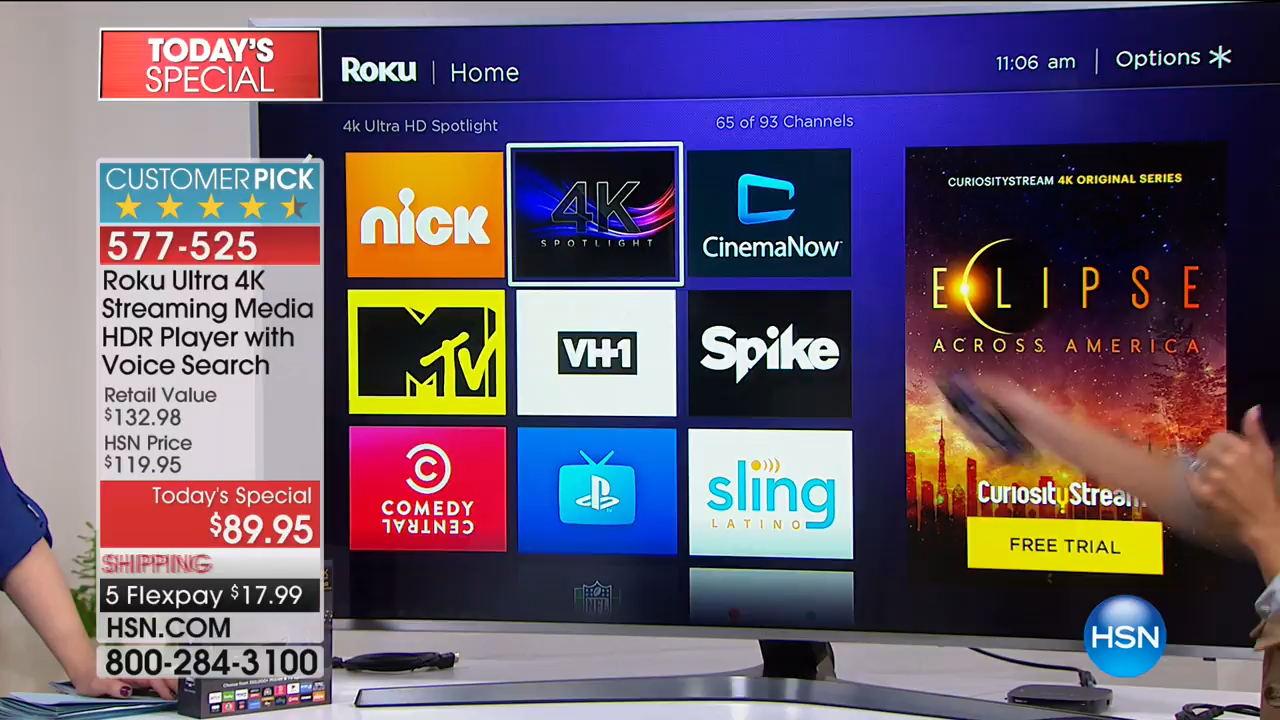 TODAY'S
SPECIAL
CUSTOMER PICK
577-525
Roku Ultra 4K
Streaming Media
HDR Player with
Voice Search
Retail Value
$132.98
HSN Price
$119.95
Today's Special
$89.95
SHIPPING
5 Flexpay $17.99
HSN.COM
800-284-3100
ROKU | Home
11:06 am | Options
4k Ultra HD Spotlight
65 of 93 Channels
nick
4K
SPOTLIGHT
CinemaNow
MTV
VH1
Spike
COMEDY
CENTRAL
sling
LATINO
NFL
CURIOSITYSTREAM 4K ORIGINAL SERIES
ECLIPSE
ACROSS AMERICA
CuriosityStream
FREE TRIAL
HSN